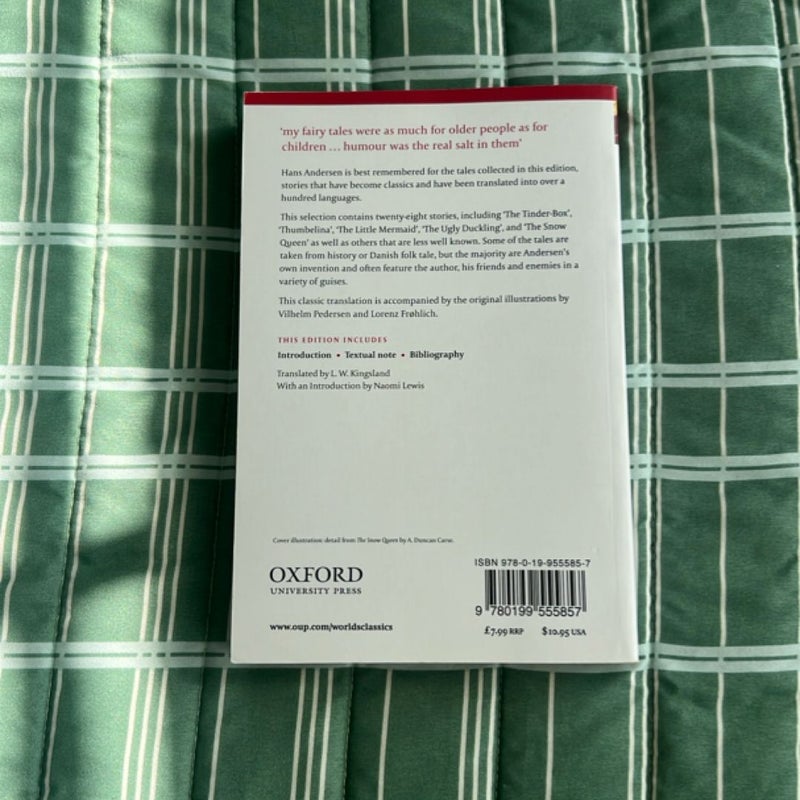 'my fairy tales were as much for older people as for
children ... humour was the real salt in them'
Hans Andersen is best remembered for the tales collected in this edition,
stories that have become classics and have been translated into over a
hundred languages.
This selection contains twenty-eight stories, including 'The Tinder-Box',
'Thumbelina', 'The Little Mermaid', 'The Ugly Duckling', and 'The Snow
Queen' as well as others that are less well known. Some of the tales are
taken from history or Danish folk tale, but the majority are Andersen's
own invention and often feature the author, his friends and enemies in a
variety of guises.
This classic translation is accompanied by the original illustrations by
Vilhelm Pedersen and Lorenz Frøhlich.
THIS EDITION INCLUDES
Introduction • Textual note • Bibliography
Translated by L. W. Kingsland
With an Introduction by Naomi Lewis
Cover illustration: detail from The Snow Queen by A. Duncan Carse.
OXFORD
UNIVERSITY PRESS
www.oup.com/worldsclassics
ISBN 978-0-19-955585-7
9 780199 555857
£7.99 RRP $10.95 USA